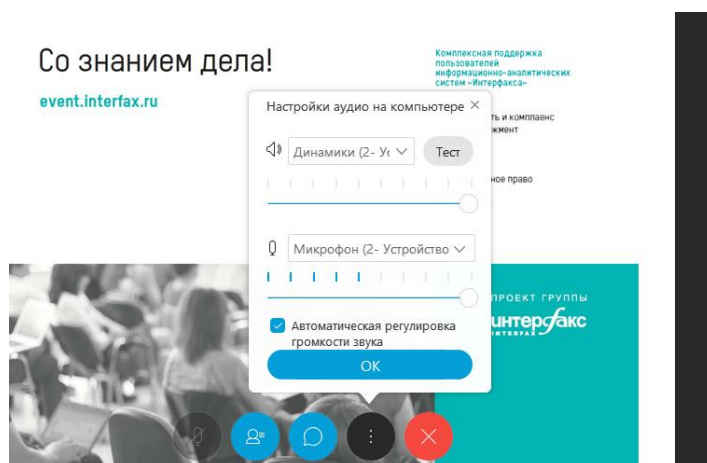 Со знанием дела!
event.interfax.ru
Комплексная поддержка
пользователей
информационно-аналитических
систем «Интерфакса»
Настройки аудио на компьютере
ть и комплаенс
жмент
Динамики (2- Ус
Тест
ное право
Микрофон (2- Устройство
Автоматическая регулировка
громкости звука
OK
ПРОЕКТ ГРУППЫ
интерфакс
INTERFAX